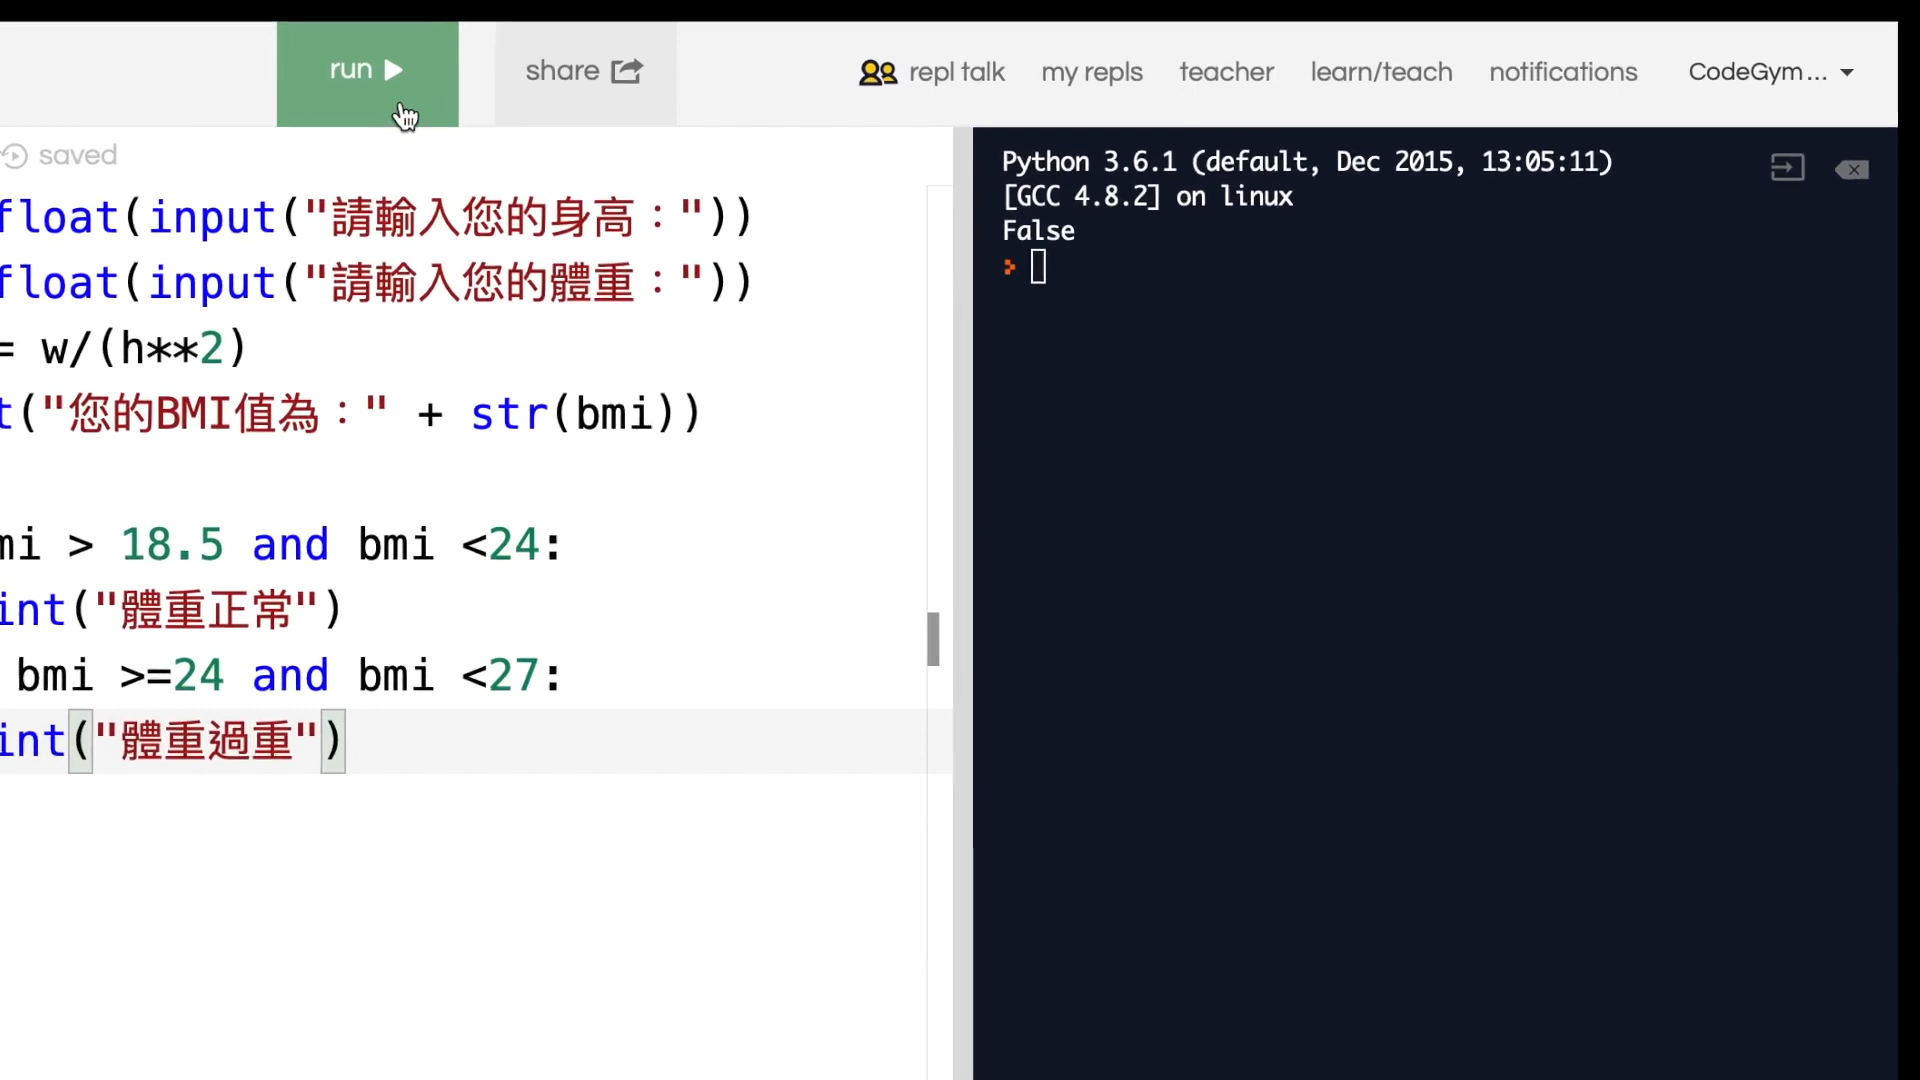 run
share
repl talk
my repls
teacher
learn/teach
notifications
CodeGym...
saved
float(input("請輸入您的身高："))
float(input("請輸入您的體重："))
= w/(h**2)
t("您的BMI值為：" + str(bmi))
mi > 18.5 and bmi <24:
int("體重正常")
bmi >=24 and bmi <27:
int("體重過重")
Python 3.6.1 (default, Dec 2015, 13:05:11)
[GCC 4.8.2] on linux
False